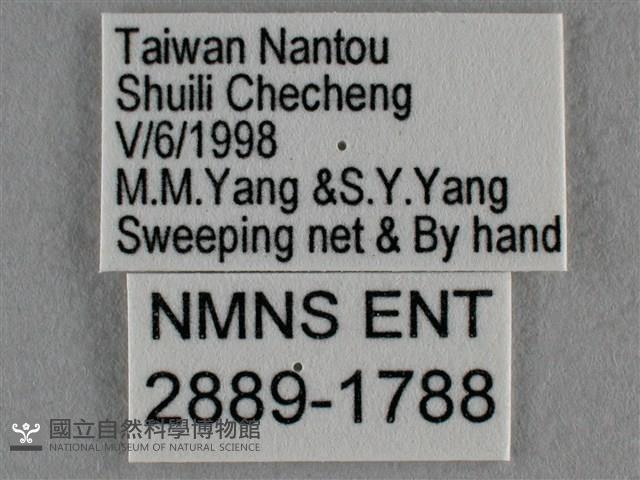 Taiwan Nantou
Shuili Checheng
V/6/1998
M.M.Yang &S.Y.Yang
Sweeping net & By hand
NMNS ENT
2889-1788
國立自然科學博物館
NATIONAL MUSEUM OF NATURAL SCIENCE